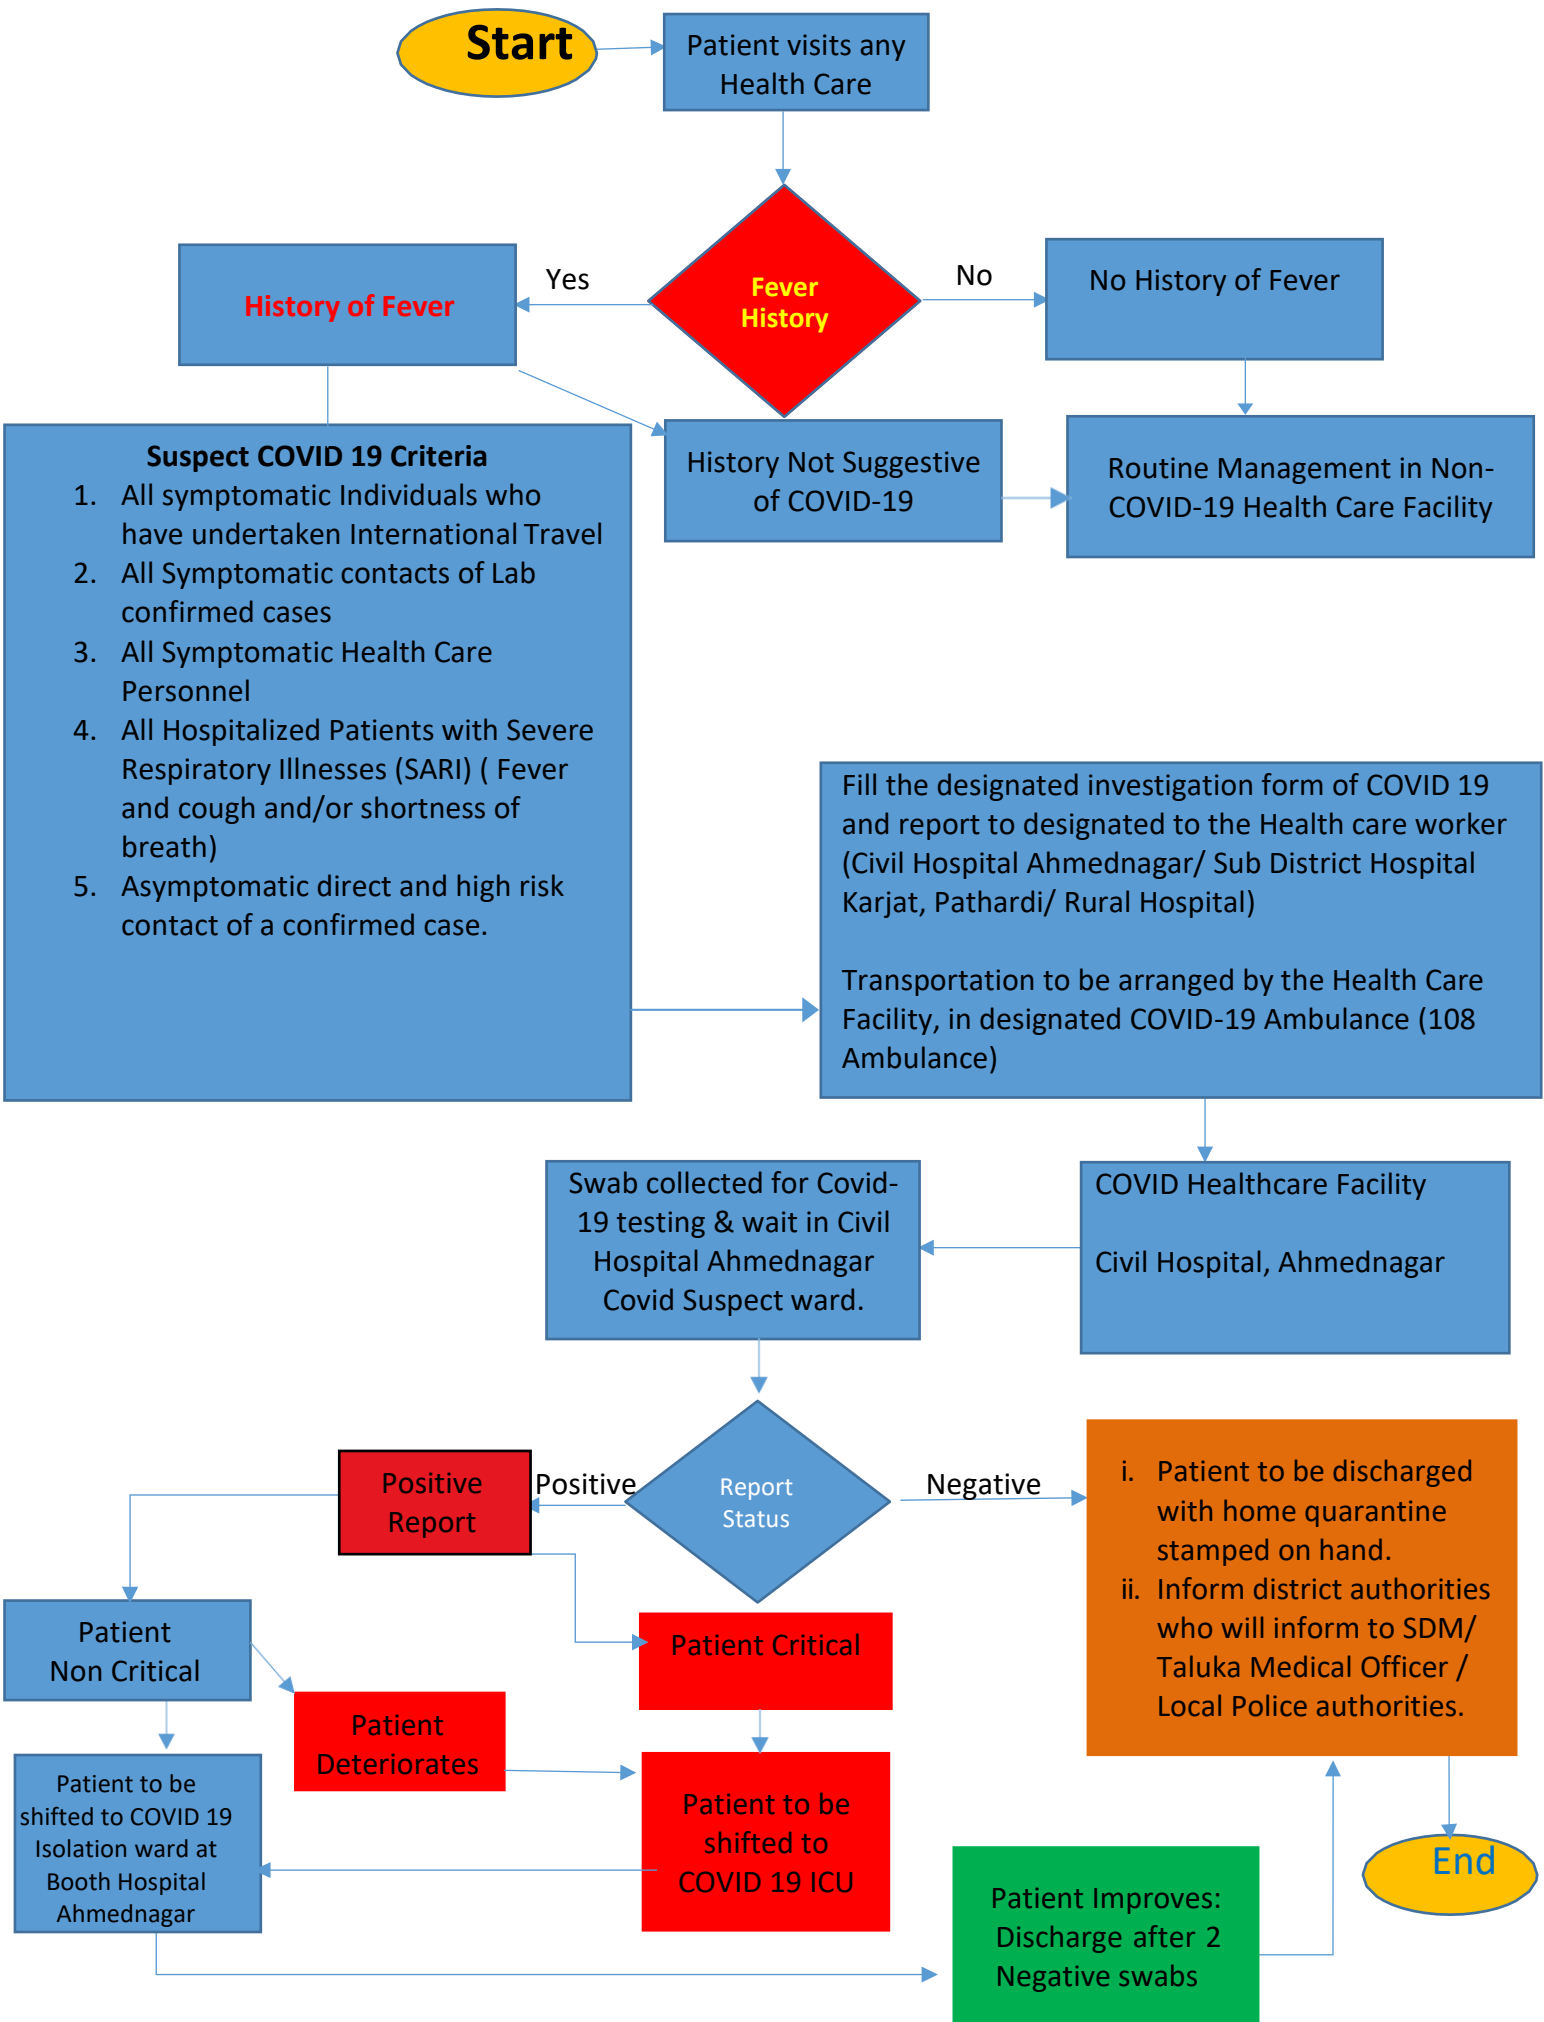 Start
Patient visits any
Health Care
Fever
History
Yes
No
History of Fever
No History of Fever
Suspect COVID 19 Criteria
1. All symptomatic Individuals who
have undertaken International Travel
2. All Symptomatic contacts of Lab
confirmed cases
3. All Symptomatic Health Care
Personnel
4. All Hospitalized Patients with Severe
Respiratory Illnesses (SARI) ( Fever
and cough and/or shortness of
breath)
5. Asymptomatic direct and high risk
contact of a confirmed case.
History Not Suggestive
of COVID-19
Routine Management in Non-
COVID-19 Health Care Facility
Fill the designated investigation form of COVID 19
and report to designated to the Health care worker
(Civil Hospital Ahmednagar/ Sub District Hospital
Karjat, Pathardi/ Rural Hospital)
Transportation to be arranged by the Health Care
Facility, in designated COVID-19 Ambulance (108
Ambulance)
COVID Healthcare Facility
Civil Hospital, Ahmednagar
Swab collected for Covid-
19 testing & wait in Civil
Hospital Ahmednagar
Covid Suspect ward.
Report
Status
Positive
Negative
Positive
Report
i. Patient to be discharged
with home quarantine
stamped on hand.
ii. Inform district authorities
who will inform to SDM/
Taluka Medical Officer /
Local Police authorities.
Patient
Non Critical
Patient Critical
Patient
Deteriorates
Patient to be
shifted to COVID 19
Isolation ward at
Booth Hospital
Ahmednagar
Patient to be
shifted to
COVID 19 ICU
End
Patient Improves:
Discharge after 2
Negative swabs